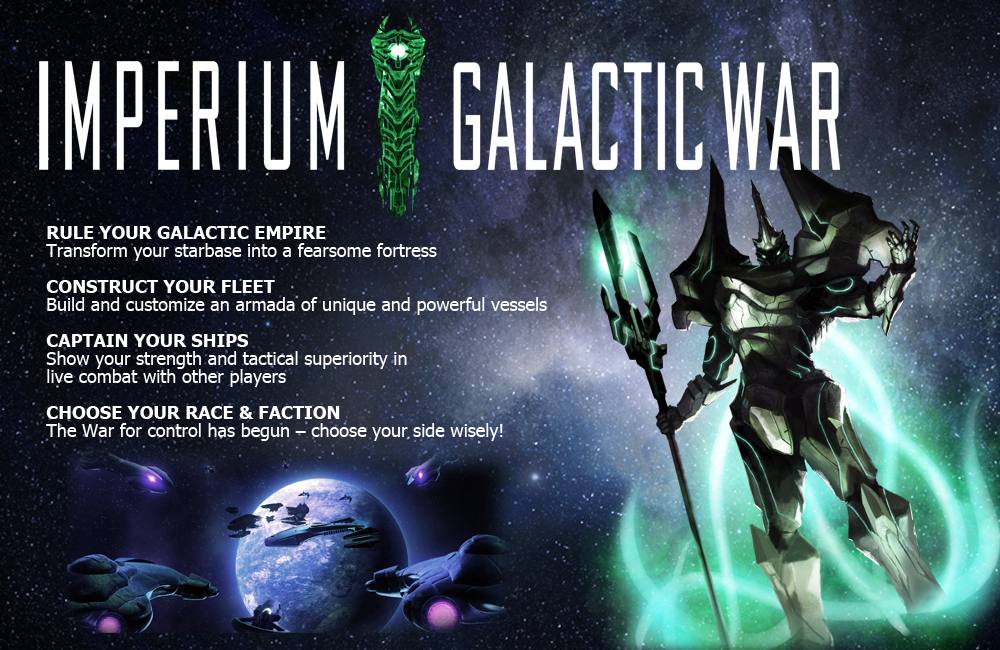 IMPERIUM GALACTIC WAR
RULE YOUR GALACTIC EMPIRE
Transform your starbase into a fearsome fortress
CONSTRUCT YOUR FLEET
Build and customize an armada of unique and powerful vessels
CAPTAIN YOUR SHIPS
Show your strength and tactical superiority in
live combat with other players
CHOOSE YOUR RACE & FACTION
The War for control has begun – choose your side wisely!